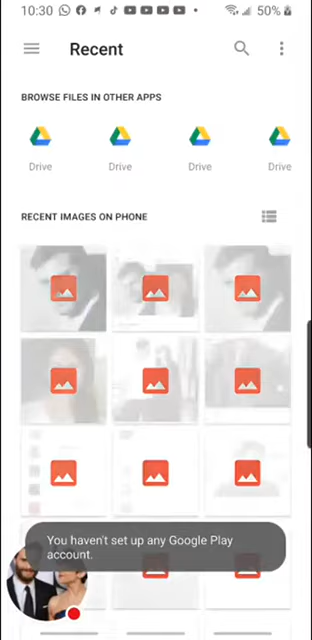 10:30 50%
Recent
BROWSE FILES IN OTHER APPS
Drive Drive Drive Drive
RECENT IMAGES ON PHONE
You haven't set up any Google Play
account.